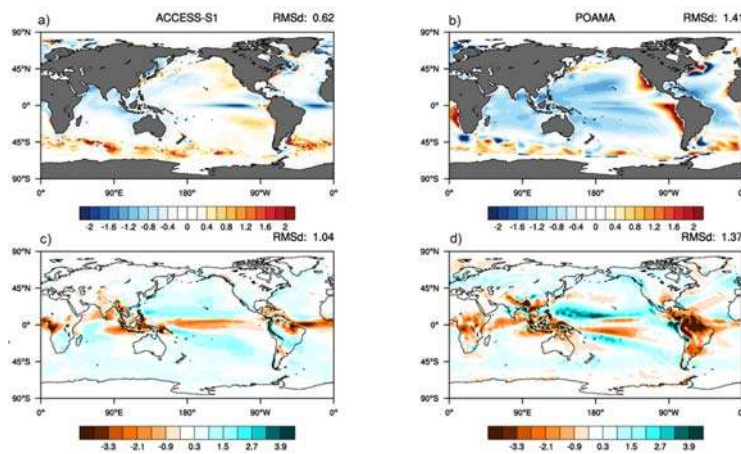 a) ACCESS-S1 RMSd: 0.62
90°N
45°N
0°
45°S
90°S
0° 90°E 180° 90°W 0°
-2 -1.6 -1.2 -0.8 -0.4 0 0.4 0.8 1.2 1.6 2
b) POAMA RMSd: 1.41
90°N
45°N
0°
45°S
90°S
0° 90°E 180° 90°W 0°
-2 -1.6 -1.2 -0.8 -0.4 0 0.4 0.8 1.2 1.6 2
c) RMSd: 1.04
90°N
45°N
0°
45°S
90°S
0° 90°E 180° 90°W 0°
-3.3 -2.1 -0.9 0.3 1.5 2.7 3.9
d) RMSd: 1.37
90°N
45°N
0°
45°S
90°S
0° 90°E 180° 90°W 0°
-3.3 -2.1 -0.9 0.3 1.5 2.7 3.9